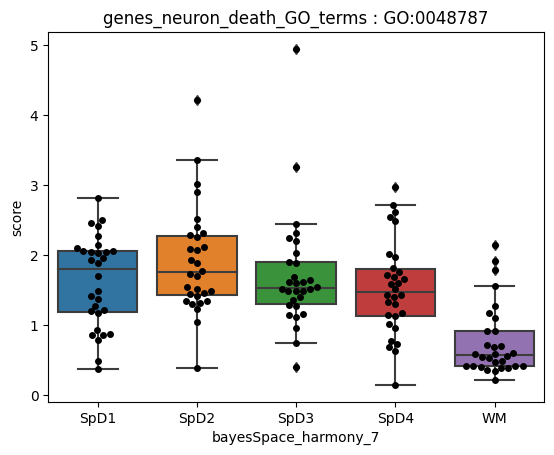 genes_neuron_death_GO_terms : GO:0048787
5
4
3
2
1
0
score
SpD1 SpD2 SpD3 SpD4 WM
bayesSpace_harmony_7